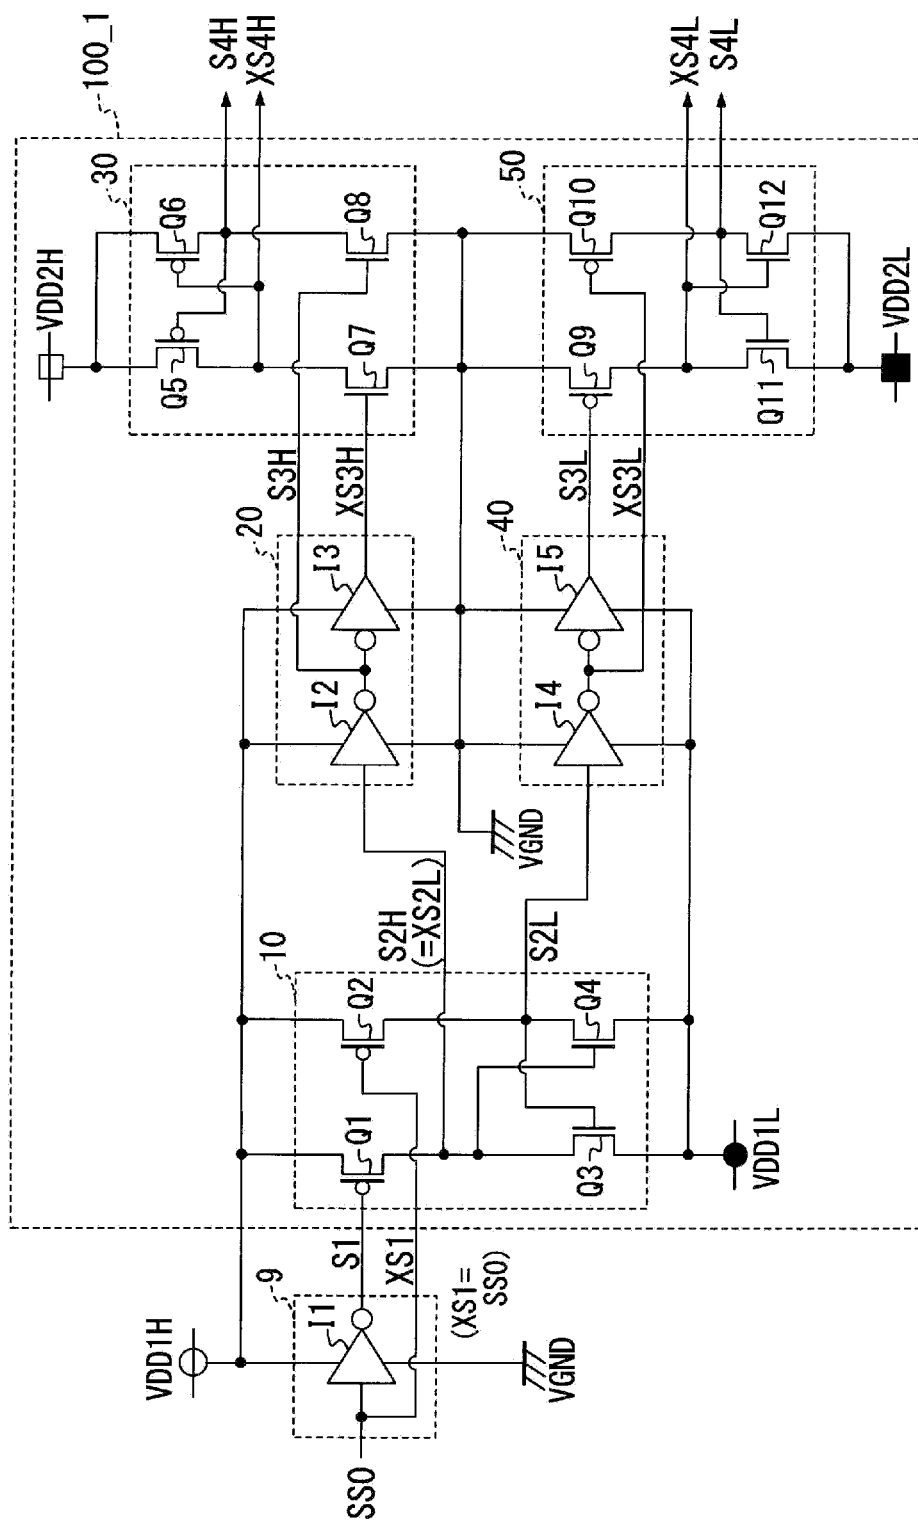 100_1
VDD1H
SS0
9
I1
S1
XS1
(XS1=
SS0)
VGND
10
Q1
Q2
Q3
Q4
VDD1L
S2H
(=XS2L)
S2L
VGND
20
I2
I3
S3H
XS3H
40
I4
I5
S3L
XS3L
VDD2H
30
Q5
Q6
Q7
Q8
S4H
XS4H
50
Q9
Q10
Q11
Q12
XS4L
S4L
VDD2L